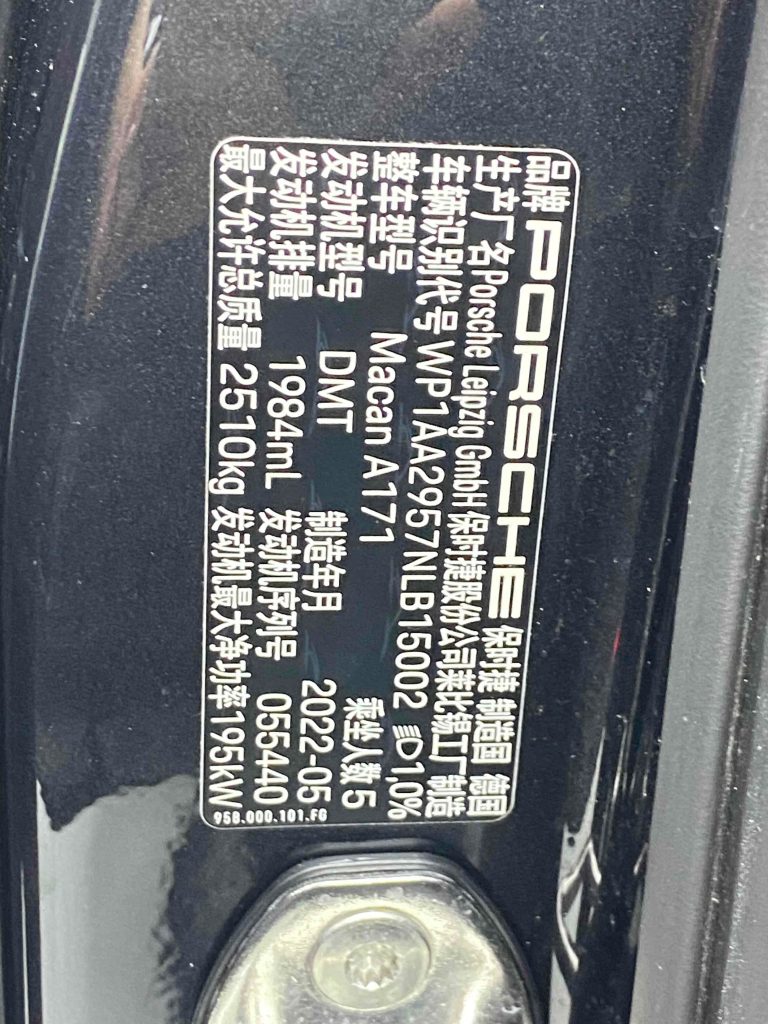 品牌 PORSCHE 保时捷 制造国 德国
生产厂名 Porsche Leipzig GmbH 保时捷股份公司莱比锡工厂 制造
车辆识别代号 WP1AA2957NLB15002 1,0%
整车型号 Macan A171 乘坐人数 5
发动机型号 DMT 制造年月 2022-05
发动机排量 1984mL 发动机序列号 055440
最大允许总质量 2510kg 发动机最大净功率 195kW
95B.000.101.FG